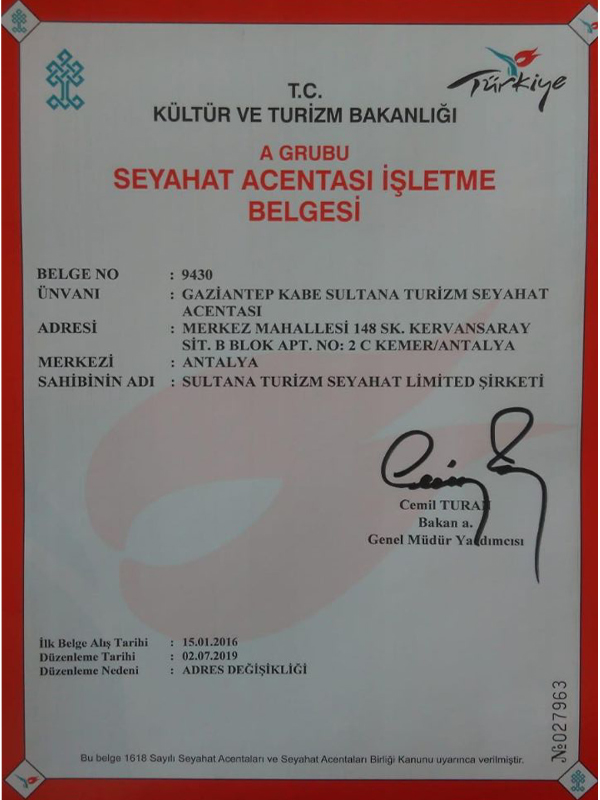 Türkiye
T.C.
KÜLTÜR VE TURİZM BAKANLIĞI
A GRUBU
SEYAHAT ACENTASI İŞLETME
BELGESİ
BELGE NO : 9430
ÜNVANI : GAZİANTEP KABE SULTANA TURİZM SEYAHAT
ACENTASI
ADRESİ : MERKEZ MAHALLESİ 148 SK. KERVANSARAY
SİT. B BLOK APT. NO: 2 C KEMER/ANTALYA
MERKEZİ : ANTALYA
SAHİBİNİN ADI : SULTANA TURİZM SEYAHAT LİMİTED ŞİRKETİ
Cemil TURAN
Bakan a.
Genel Müdür Yardımcısı
İlk Belge Alış Tarihi : 15.01.2016
Düzenleme Tarihi : 02.07.2019
Düzenleme Nedeni : ADRES DEĞİŞİKLİĞİ
№027963
Bu belge 1618 Sayılı Seyahat Acentaları ve Seyahat Acentaları Birliği Kanunu uyarınca verilmiştir.